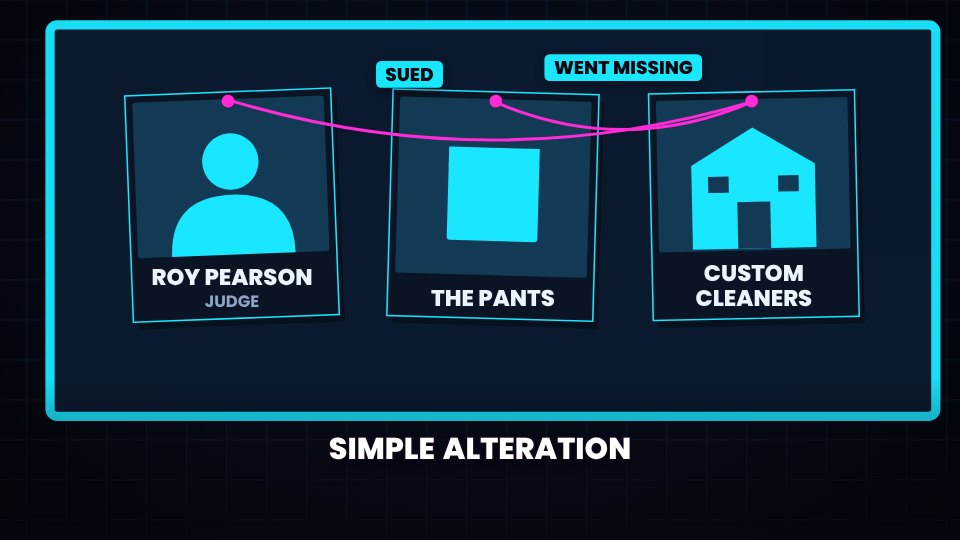 SUED
WENT MISSING
ROY PEARSON
JUDGE
THE PANTS
CUSTOM
CLEANERS
SIMPLE ALTERATION